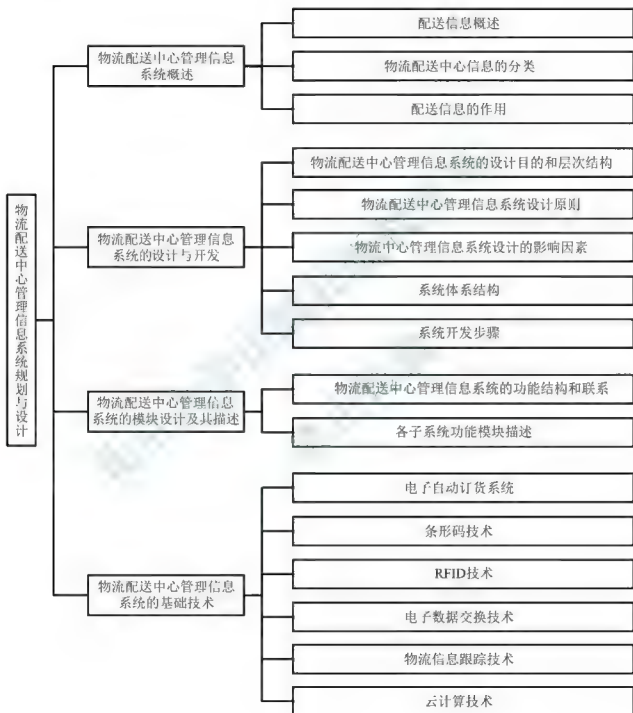 物流配送中心管理信息系统规划与设计
物流配送中心管理信息
系统概述
配送信息概述
物流配送中心信息的分类
配送信息的作用
物流配送中心管理信息
系统的设计与开发
物流配送中心管理信息系统的设计目的和层次结构
物流配送中心管理信息系统设计原则
物流中心管理信息系统设计的影响因素
系统体系结构
系统开发步骤
物流配送中心管理信息
系统的模块设计及其描述
物流配送中心管理信息系统的功能结构和联系
各子系统功能模块描述
物流配送中心管理信息
系统的基础技术
电子自动订货系统
条形码技术
RFID技术
电子数据交换技术
物流信息跟踪技术
云计算技术